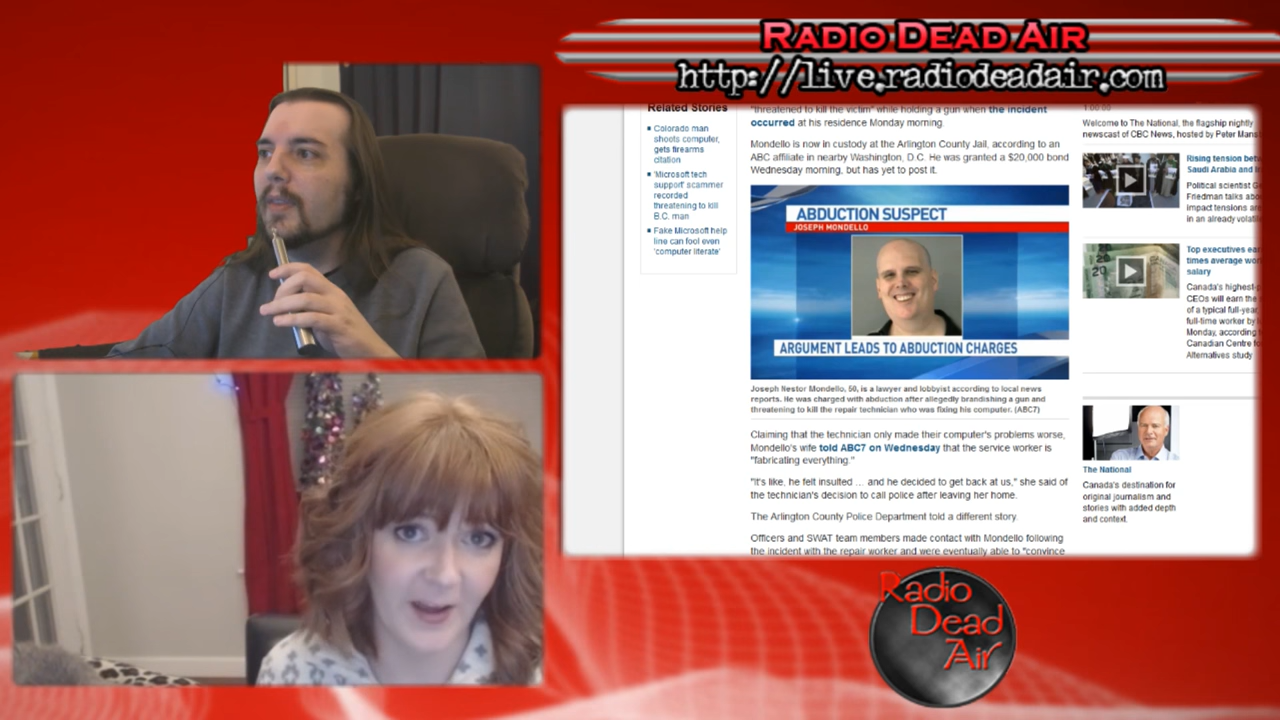 RADIO DEAD AIR
http://live.radiodeadair.com
Related Stories
Colorado man
shoots computer,
gets firearms
citation
'Microsoft tech
support' scammer
recorded
threatening to kill
B.C. man
Fake Microsoft help
line can fool even
'computer literate'
"threatened to kill the victim" while holding a gun when the incident
occurred at his residence Monday morning.
Mondello is now in custody at the Arlington County Jail, according to an
ABC affiliate in nearby Washington, D.C. He was granted a $20,000 bond
Wednesday morning, but has yet to post it.
ABDUCTION SUSPECT
JOSEPH MONDELLO
ARGUMENT LEADS TO ABDUCTION CHARGES
Joseph Nestor Mondello, 50, is a lawyer and lobbyist according to local news
reports. He was charged with abduction after allegedly brandishing a gun and
threatening to kill the repair technician who was fixing his computer. (ABC7)
Claiming that the technician only made their computer's problems worse,
Mondello's wife told ABC7 on Wednesday that the service worker is
"fabricating everything."
"It's like, he felt insulted ... and he decided to get back at us," she said of
the technician's decision to call police after leaving her home.
The Arlington County Police Department told a different story.
Officers and SWAT team members made contact with Mondello following
the incident with the repair worker and were eventually able to "convince
Welcome to The National, the flagship nightly
newscast of CBC News, hosted by Peter
Rising tension
Saudi Arabia and
Political scientist
Friedman talks
impact tensions
in an already
Top executives
times average
salary
Canada's
CEOs will earn the
of a typical full-year,
full-time worker by
Monday, according
Canadian Centre
Alternatives study
The National
Canada's destination for
original journalism and
stories with added depth
and context.
Radio
Dead
Air